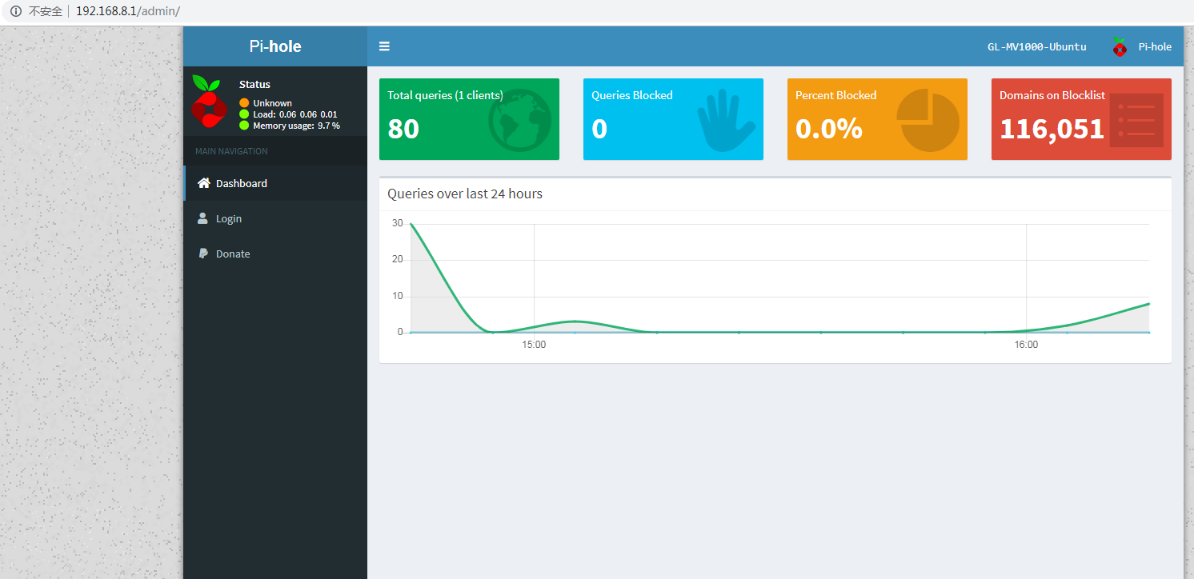 不安全 | 192.168.8.1/admin/
Pi-hole
GL-MV1000-Ubuntu
Pi-hole
Status
Unknown
Load: 0.06 0.06 0.01
Memory usage: 9.7 %
MAIN NAVIGATION
Dashboard
Login
Donate
Total queries (1 clients)
80
Queries Blocked
0
Percent Blocked
0.0%
Domains on Blocklist
116,051
Queries over last 24 hours
30
20
10
0
15:00
16:00